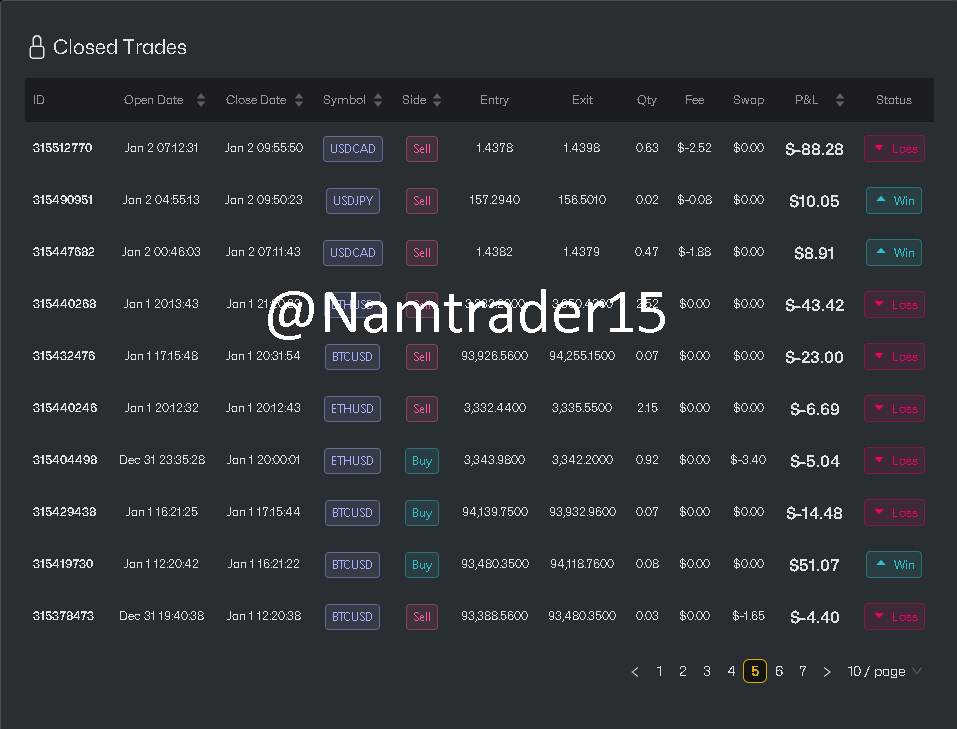 Closed Trades
ID Open Date Close Date Symbol Side Entry Exit Qty Fee Swap P&L Status
315512770 Jan 2 07:12:31 Jan 2 09:55:50 USDCAD Sell 1.4378 1.4398 0.63 $-2.52 $0.00 $-88.28 Loss
315490951 Jan 2 04:55:13 Jan 2 09:50:23 USDJPY Sell 157.2940 156.5010 0.02 $-0.08 $0.00 $10.05 Win
315447682 Jan 2 00:46:03 Jan 2 07:11:43 USDCAD Sell 1.4382 1.4379 0.47 $-1.88 $0.00 $8.91 Win
315440268 Jan 1 20:13:43 Jan 1 ETHUSD Sell 2.52 $0.00 $0.00 $-43.42 Loss
@Namtrader15
315432476 Jan 1 17:15:48 Jan 1 20:31:54 BTCUSD Sell 93,926.5600 94,255.1500 0.07 $0.00 $0.00 $-23.00 Loss
315440246 Jan 1 20:12:32 Jan 1 20:12:43 ETHUSD Sell 3,332.4400 3,335.5500 2.15 $0.00 $0.00 $-6.69 Loss
315404498 Dec 31 23:35:28 Jan 1 20:00:01 ETHUSD Buy 3,343.9800 3,342.2000 0.92 $0.00 $-3.40 $-5.04 Loss
315429438 Jan 1 16:21:25 Jan 1 17:15:44 BTCUSD Buy 94,139.7500 93,932.9600 0.07 $0.00 $0.00 $-14.48 Loss
315419730 Jan 1 12:20:42 Jan 1 16:21:22 BTCUSD Buy 93,480.3500 94,118.7600 0.08 $0.00 $0.00 $51.07 Win
315378473 Dec 31 19:40:38 Jan 1 12:20:38 BTCUSD Sell 93,388.5600 93,480.3500 0.03 $0.00 $-1.65 $-4.40 Loss
< 1 2 3 4 5 6 7 > 10 / page